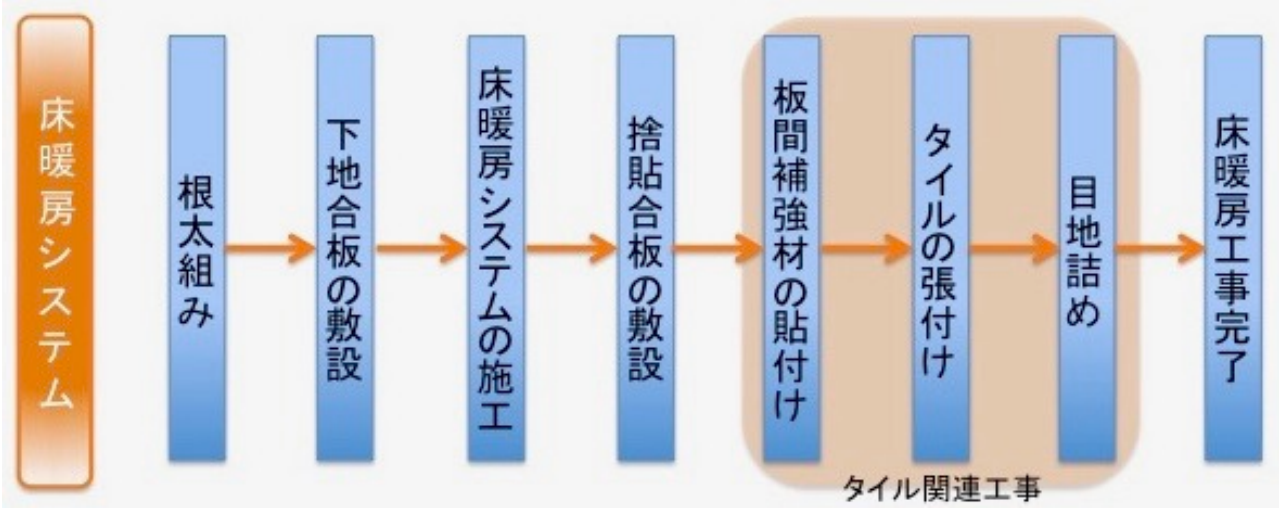 床暖房システム
根太組み
下地合板の敷設
床暖房システムの施工
捨貼合板の敷設
板間補強材の貼付け
タイルの張付け
目地詰め
床暖房工事完了
タイル関連工事